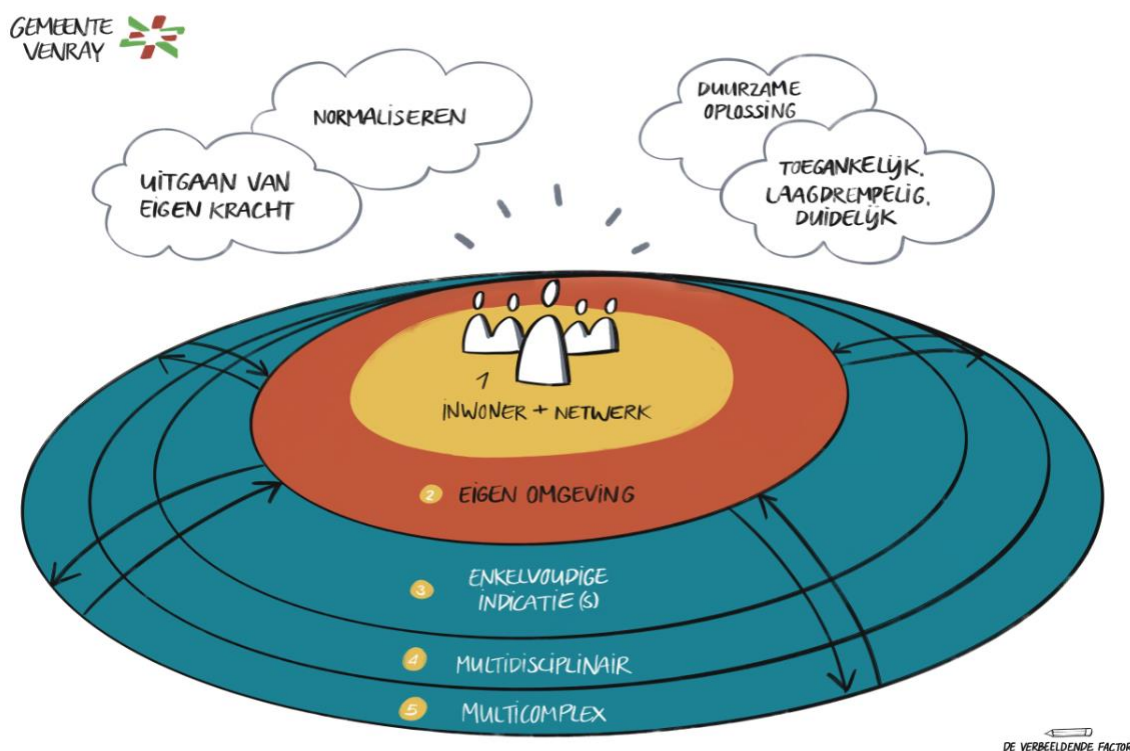 GEMEENTE
VENRAY
NORMALISEREN
UITGAAN VAN
EIGEN KRACHT
DUURZAME
OPLOSSING
TOEGANKELIJK,
LAAGDREMPELIG,
DUIDELIJK
1
INWONER + NETWERK
2 EIGEN OMGEVING
3 ENKELVOUDIGE
INDICATIE(S)
4 MULTIDISCIPLINAIR
5 MULTICOMPLEX
DE VERBEELDENDE FACTOR